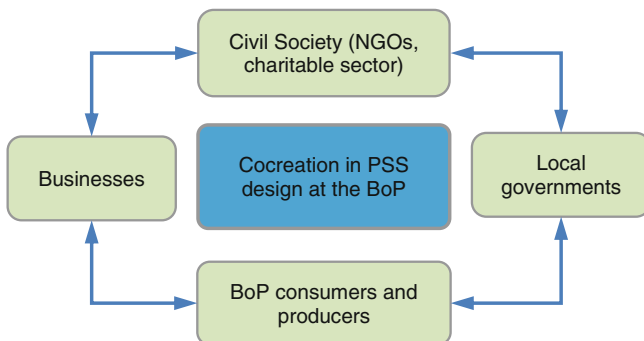 Civil Society (NGOs,
charitable sector)
Businesses
Cocreation in PSS
design at the BoP
Local
governments
BoP consumers and
producers